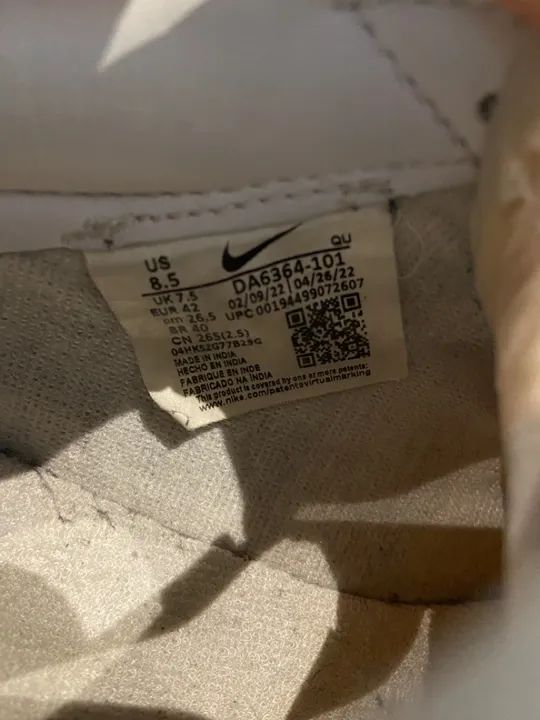 US
8.5
QU
DA6364-101
UK 7.5
02/09/22 | 04/26/22
EUR 42
UPC 00194499072607
cm 26.5
BR 40
CN 265(2.5)
04HK52G77B29G
MADE IN INDIA
HECHO EN INDIA
FABRIQUE EN INDE
FABRICADO NA ÍNDIA
This product is covered by one or more patents:
www.nike.com/patentsvirtualmarking